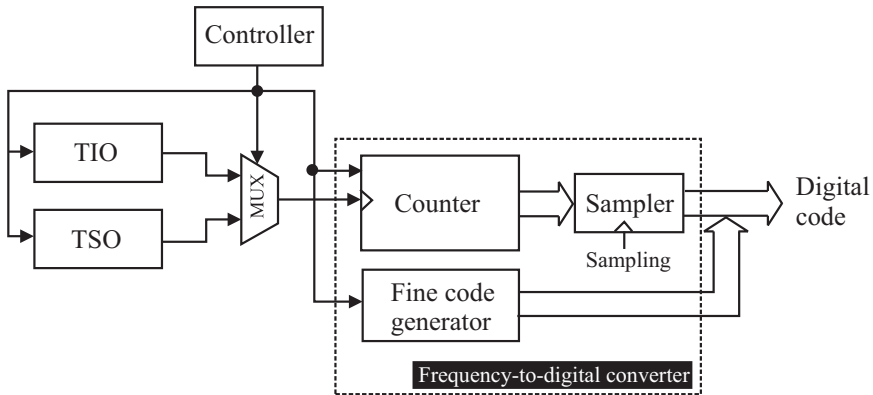 Controller
TIO
TSO
MUX
Counter
Sampler
Sampling
Digital
code
Fine code
generator
Frequency-to-digital converter